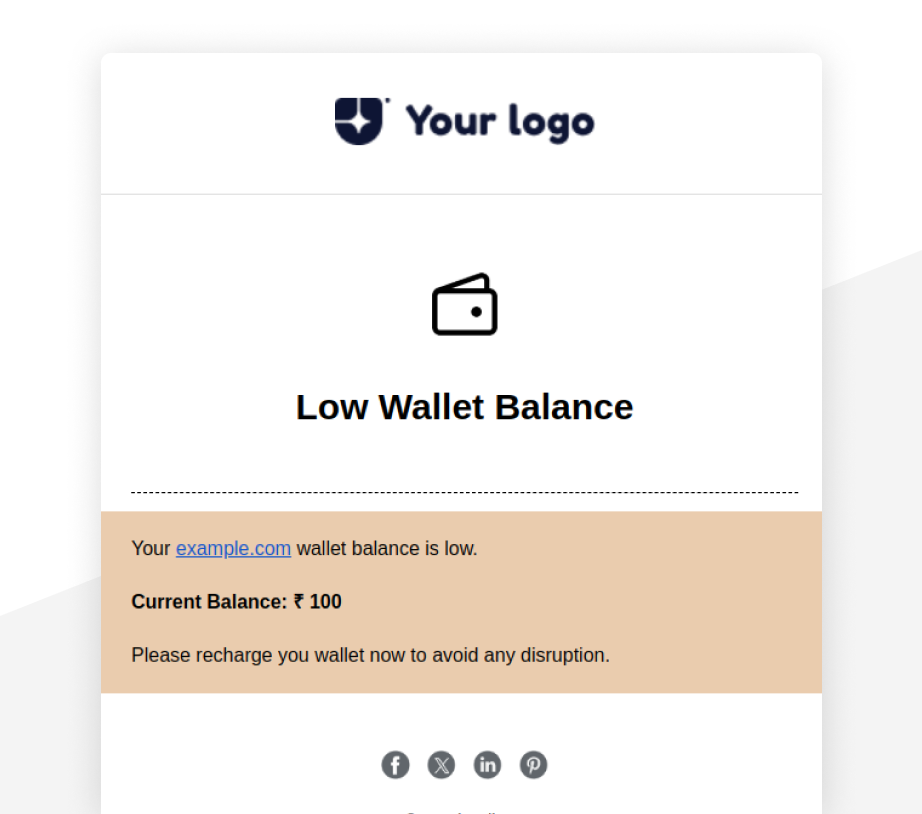 Your logo
Low Wallet Balance
Your example.com wallet balance is low.
Current Balance: ₹ 100
Please recharge you wallet now to avoid any disruption.